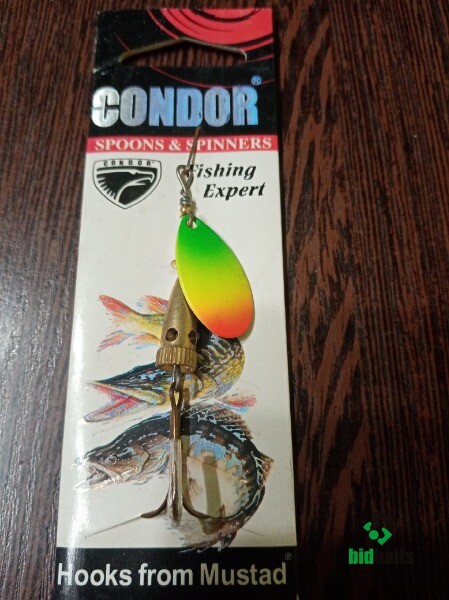 CONDOR®
SPOONS & SPINNERS
CONDOR®
Fishing
Expert
bidbaits
Hooks from Mustad®